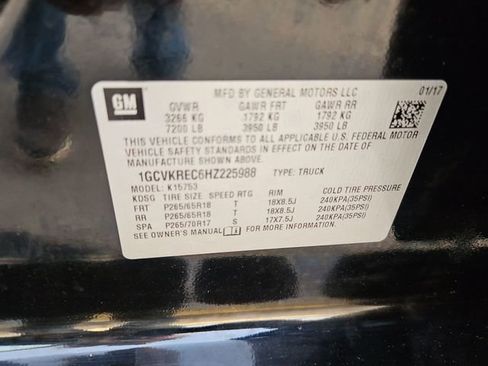 GM
MFD BY GENERAL MOTORS LLC 01/17
GVWR GAWR FRT GAWR RR
3266 KG 1792 KG 1792 KG
7200 LB 3950 LB 3950 LB
THIS VEHICLE CONFORMS TO ALL APPLICABLE U.S. FEDERAL MOTOR
VEHICLE SAFETY STANDARDS IN EFFECT ON THE DATE OF
MANUFACTURE SHOWN ABOVE.
1GCVKREC6HZ225988 TYPE: TRUCK
MODEL: K15753
KDSG TIRE SIZE SPEED RTG RIM COLD TIRE PRESSURE
FRT P265/65R18 T 18X8.5J 240KPA(35PSI)
RR P265/65R18 T 18X8.5J 240KPA(35PSI)
SPA P265/70R17 S 17X7.5J 240KPA(35PSI)
SEE OWNER'S MANUAL FOR MORE INFORMATION.